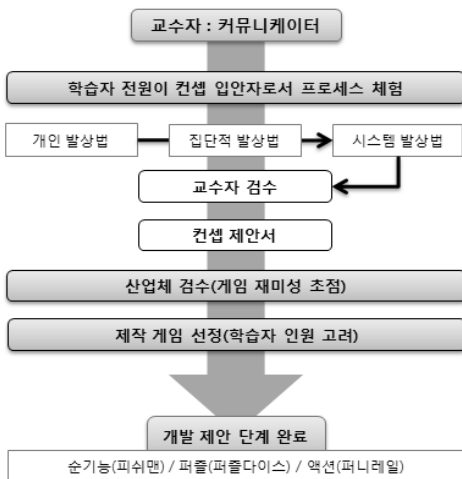 교수자 : 커뮤니케이터
학습자 전원이 컨셉 입안자로서 프로세스 체험
개인 발상법
집단적 발상법
시스템 발상법
교수자 검수
컨셉 제안서
산업체 검수(게임 재미성 초점)
제작 게임 선정(학습자 인원 고려)
개발 제안 단계 완료
순기능(피쉬맨) / 퍼즐(퍼즐다이스) / 액션(퍼니레일)